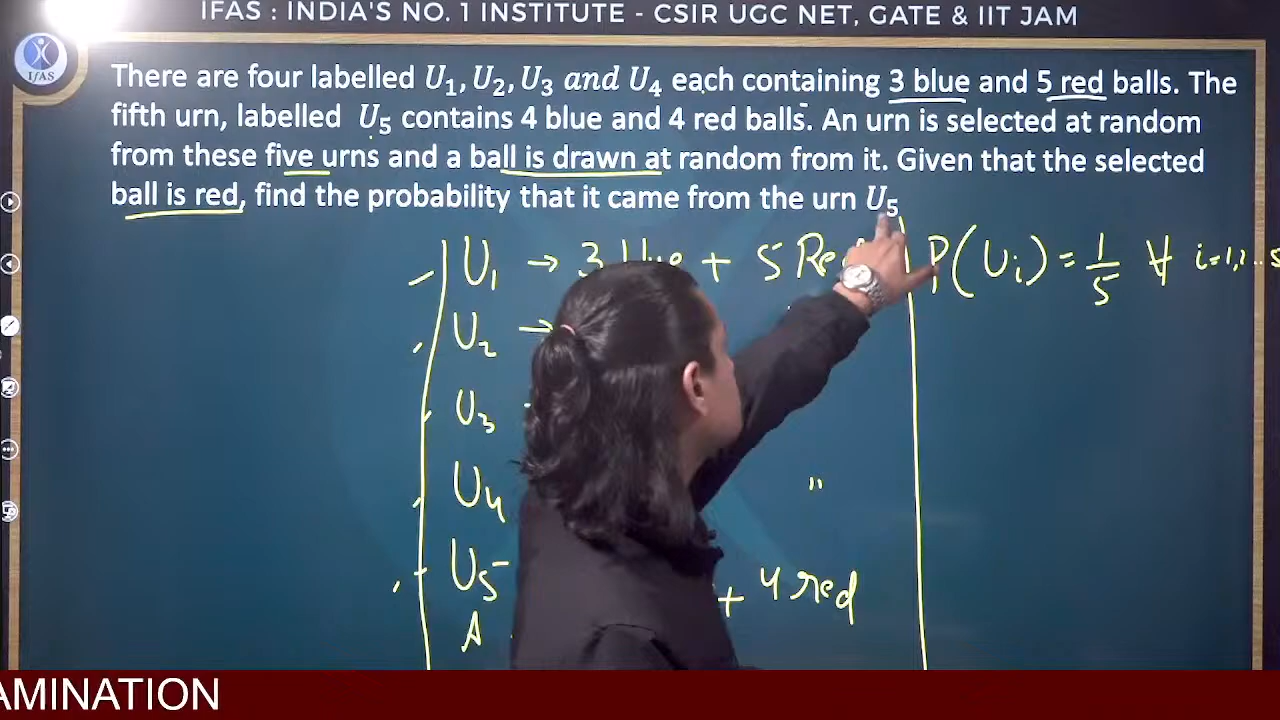 IFAS : INDIA'S NO. 1 INSTITUTE - CSIR UGC NET, GATE & IIT JAM
IFAS
There are four labelled U₁, U₂, U₃ and U₄ each containing 3 blue and 5 red balls. The
fifth urn, labelled U₅ contains 4 blue and 4 red balls. An urn is selected at random
from these five urns and a ball is drawn at random from it. Given that the selected
ball is red, find the probability that it came from the urn U₅
U₁ → 3 + 5 P(Uᵢ) = 1/5 ∀ i=1,2..5
U₂ →
U₃
U₄ "
U₅ + 4 red
A
AMINATION